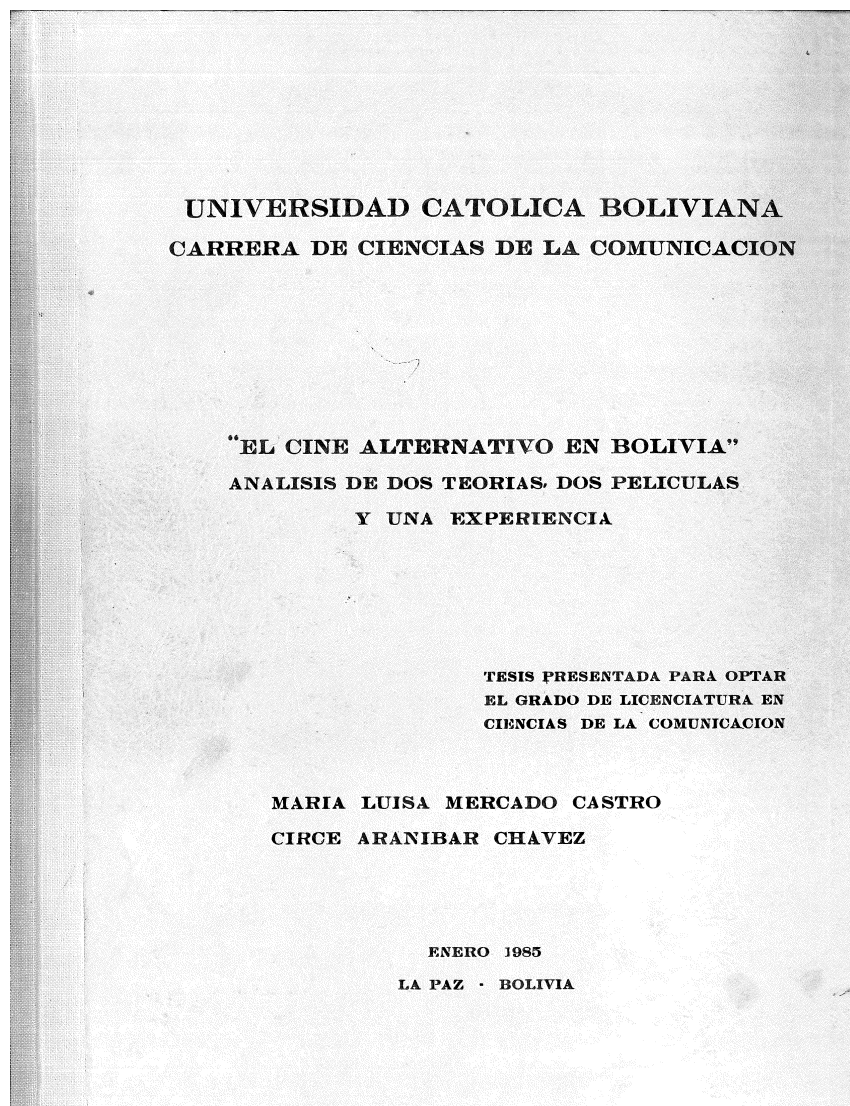 UNIVERSIDAD CATOLICA BOLIVIANA
CARRERA DE CIENCIAS DE LA COMUNICACION
"EL CINE ALTERNATIVO EN BOLIVIA"
ANALISIS DE DOS TEORIAS, DOS PELICULAS
Y UNA EXPERIENCIA
TESIS PRESENTADA PARA OPTAR
EL GRADO DE LICENCIATURA EN
CIENCIAS DE LA COMUNICACION
MARIA LUISA MERCADO CASTRO
CIRCE ARANIBAR CHAVEZ
ENERO 1985
LA PAZ - BOLIVIA